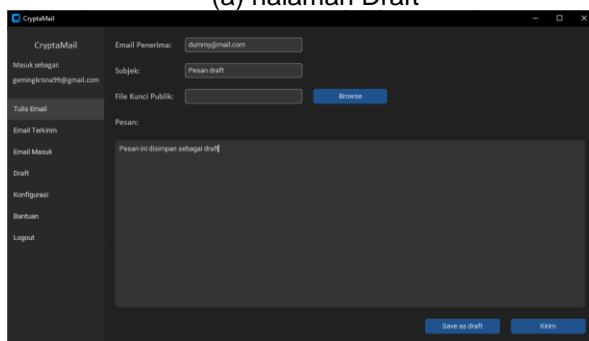 (a) halaman Draft
CryptaMail
CryptaMail
Masuk sebagai:
gemingkrisna99@gmail.com
Tulis Email
Email Terkirim
Email Masuk
Draft
Konfigurasi
Bantuan
Logout
Email Penerima: dummy@mail.com
Subjek: Pesan draft
File Kunci Publik: Browse
Pesan:
Pesan ini disimpan sebagai draft
Save as draft Kirim